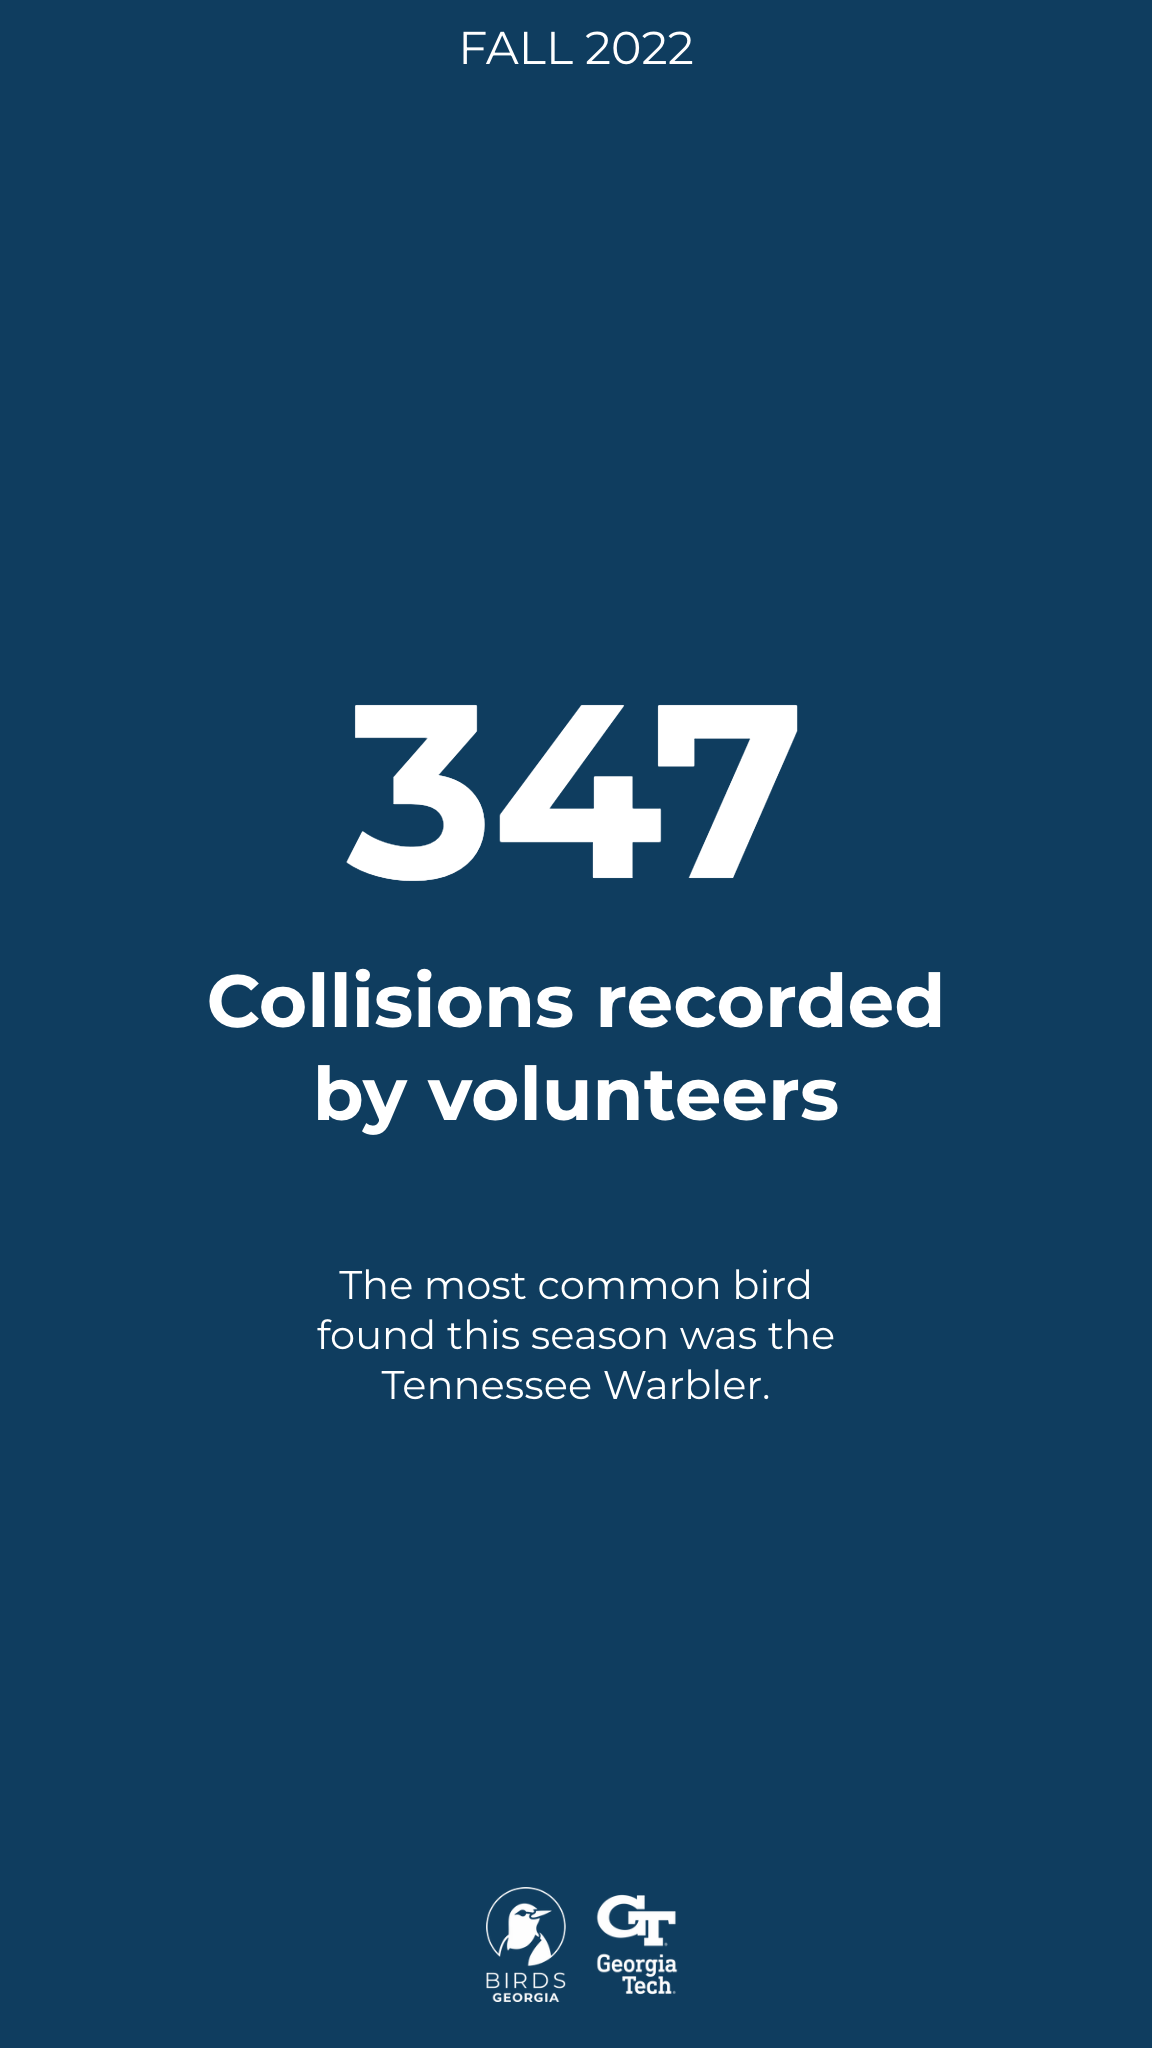 FALL 2022
347
Collisions recorded
by volunteers
The most common bird
found this season was the
Tennessee Warbler.
BIRDS
GEORGIA
GT
Georgia
Tech